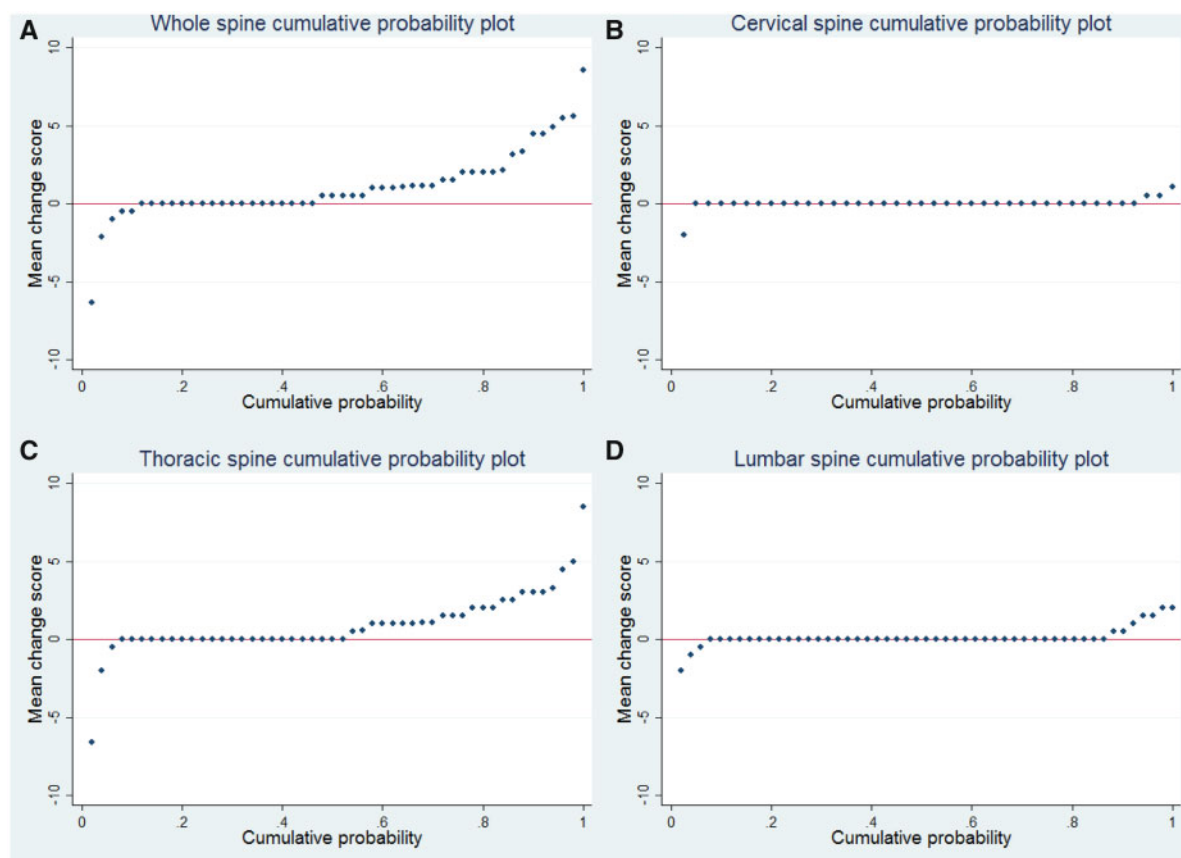 A Whole spine cumulative probability plot
Mean change score
10
5
0
-5
-10
0 .2 .4 .6 .8 1
Cumulative probability
B Cervical spine cumulative probability plot
Mean change score
10
5
0
-5
-10
0 .2 .4 .6 .8 1
Cumulative probability
C Thoracic spine cumulative probability plot
Mean change score
10
5
0
-5
-10
0 .2 .4 .6 .8 1
Cumulative probability
D Lumbar spine cumulative probability plot
Mean change score
10
5
0
-5
-10
0 .2 .4 .6 .8 1
Cumulative probability